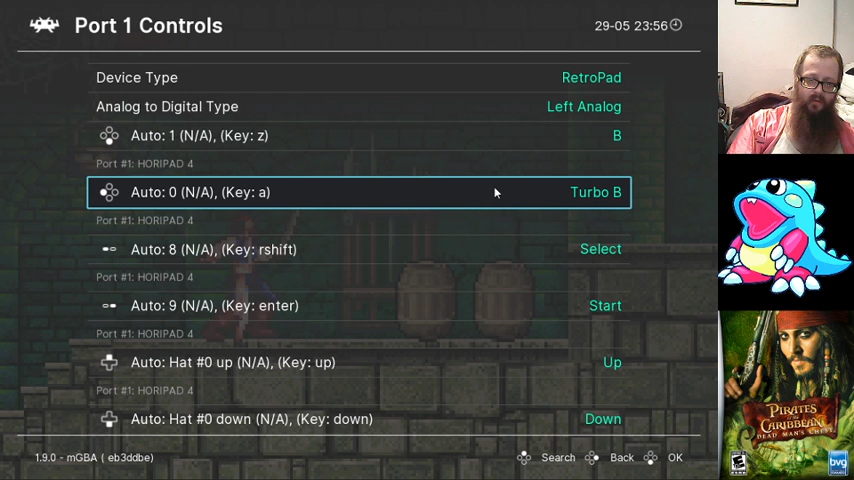 Port 1 Controls
29-05 23:56
Device Type RetroPad
Analog to Digital Type Left Analog
Auto: 1 (N/A), (Key: z) B
Port #1: HORIPAD 4
Auto: 0 (N/A), (Key: a) Turbo B
Port #1: HORIPAD 4
Auto: 8 (N/A), (Key: rshift) Select
Port #1: HORIPAD 4
Auto: 9 (N/A), (Key: enter) Start
Port #1: HORIPAD 4
Auto: Hat #0 up (N/A), (Key: up) Up
Port #1: HORIPAD 4
Auto: Hat #0 down (N/A), (Key: down) Down
1.9.0 - mGBA ( eb3ddbe)
Search Back OK
PIRATES
of the
CARIBBEAN
DEAD MAN'S CHEST
E
bvg